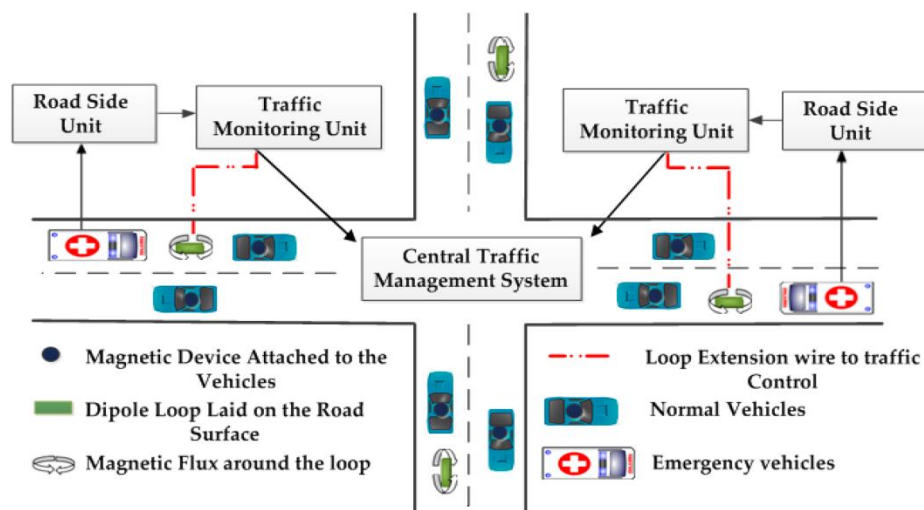 Road Side
Unit
Traffic
Monitoring Unit
Traffic
Monitoring Unit
Road Side
Unit
Central Traffic
Management System
Magnetic Device Attached to the
Vehicles
Dipole Loop Laid on the Road
Surface
Magnetic Flux around the loop
Loop Extension wire to traffic
Control
Normal Vehicles
Emergency vehicles